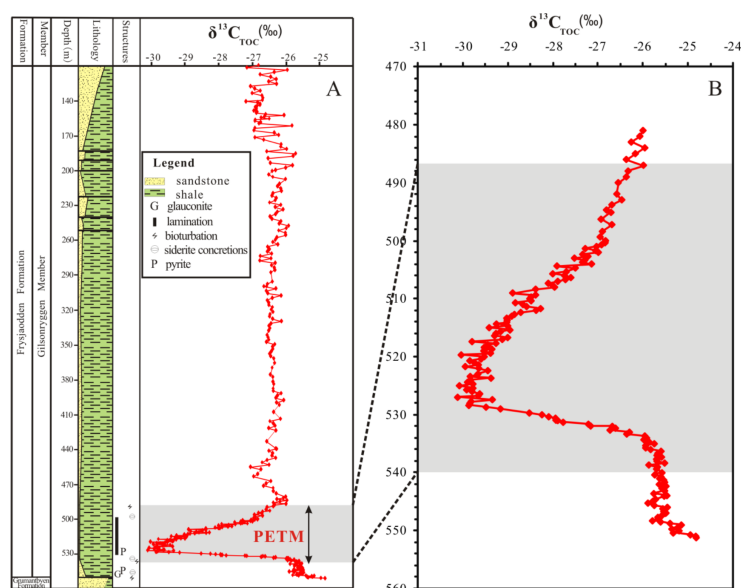 δ¹³C_TOC(‰)
Formation
Member
Depth (m)
Lithology
Structures
-30 -29 -28 -27 -26 -25
A
140
170
200
230
260
290
320
350
380
410
440
470
500
530
Frysjaodden Formation
Gilsonryggen Member
Legend
sandstone
shale
G glauconite
lamination
bioturbation
siderite concretions
P pyrite
PETM
P
P
G
Formation
δ¹³C_TOC(‰)
-31 -30 -29 -28 -27 -26 -25 -24
B
470
480
490
500
510
520
530
540
550
560